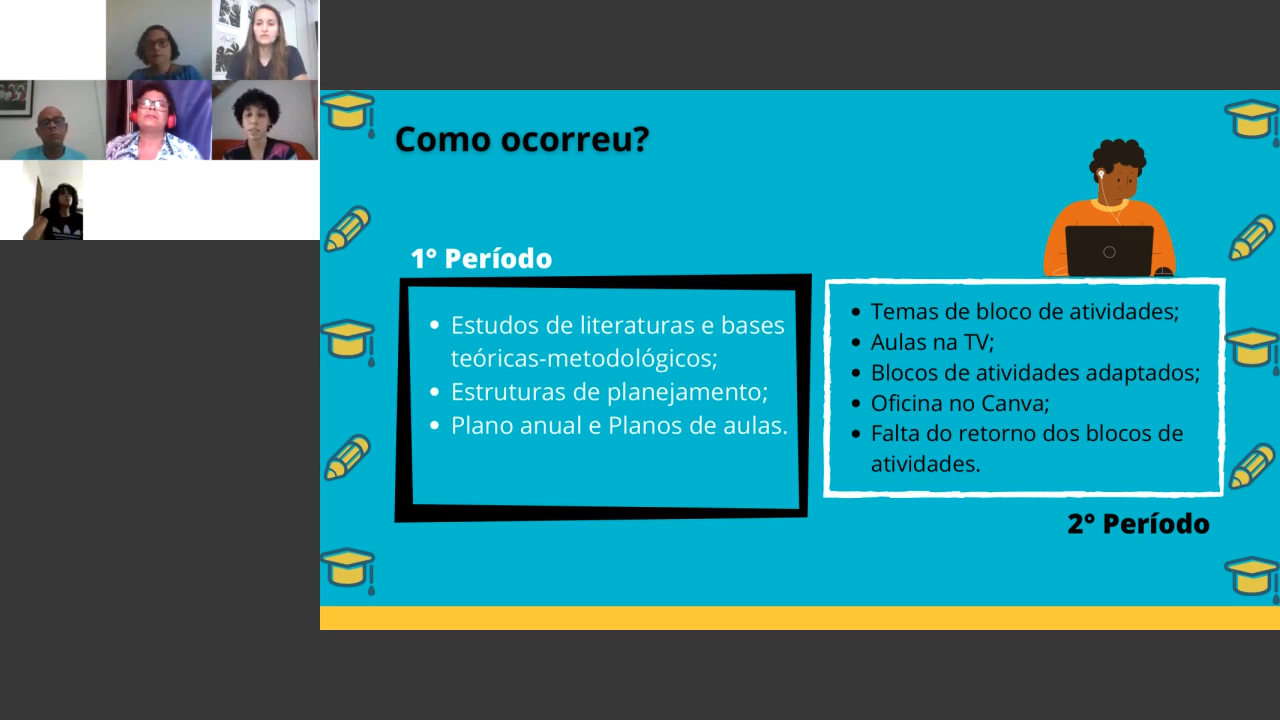 Como ocorreu?
1° Período
Estudos de literaturas e bases
teóricas-metodológicos;
Estruturas de planejamento;
Plano anual e Planos de aulas.
Temas de bloco de atividades;
Aulas na TV;
Blocos de atividades adaptados;
Oficina no Canva;
Falta do retorno dos blocos de
atividades.
2° Período